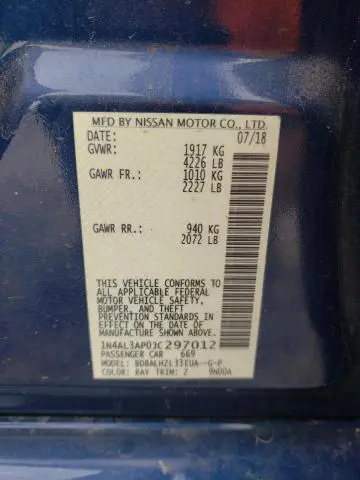 MFD BY NISSAN MOTOR CO., LTD.
DATE: 07/18
GVWR: 1917 KG
4226 LB
GAWR FR.: 1010 KG
2227 LB
GAWR RR.: 940 KG
2072 LB
THIS VEHICLE CONFORMS TO
ALL APPLICABLE FEDERAL
MOTOR VEHICLE SAFETY,
BUMPER, AND THEFT
PREVENTION STANDARDS IN
EFFECT ON THE DATE OF
MANUFACTURE SHOWN ABOVE.
1N4AL3AP0JC297012
PASSENGER CAR 669
MODEL: BDBALHZL33EUA--G-P
COLOR: RAY TRIM: Z 9N00A